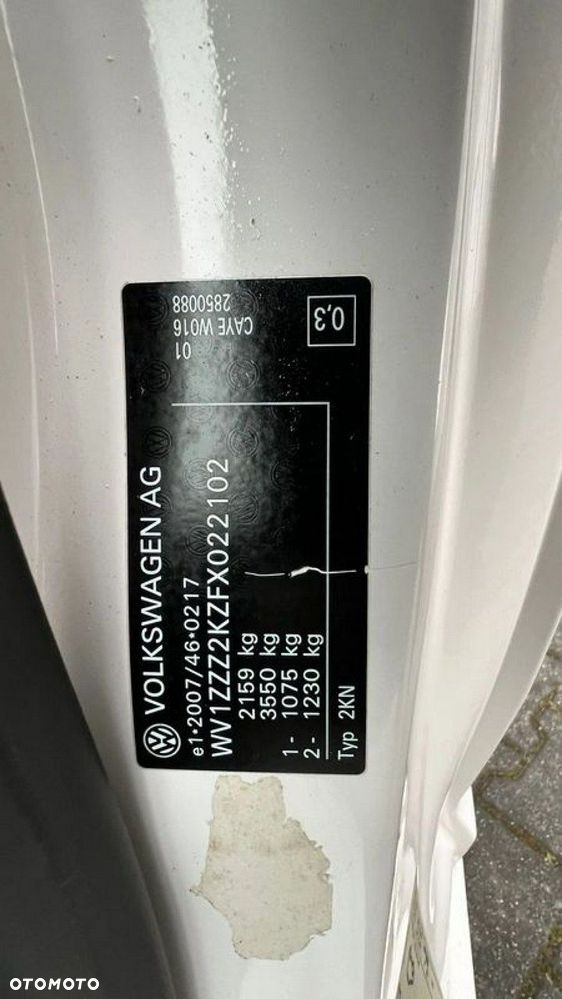 VOLKSWAGEN AG
e1*2007/46*0217
WV1ZZZ2KZFX022102
2159 kg
3550 kg
1- 1075 kg
2- 1230 kg
Typ 2KN
01
CAYE W016
2850088
0,3
OTOMOTO